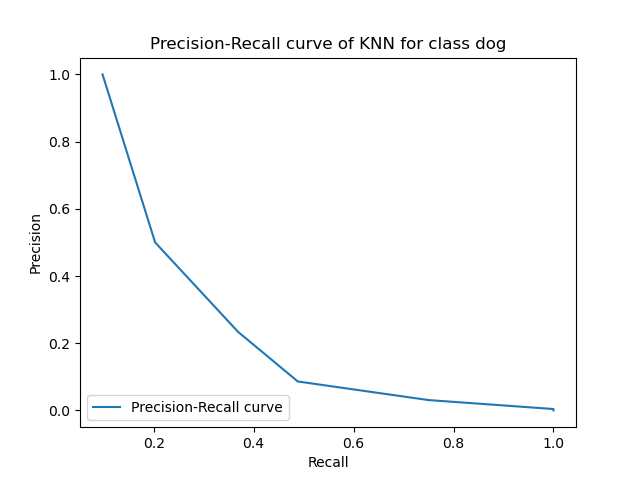 Precision-Recall curve of KNN for class dog
1.0
0.8
0.6
0.4
0.2
0.0
Precision
Precision-Recall curve
0.2 0.4 0.6 0.8 1.0
Recall